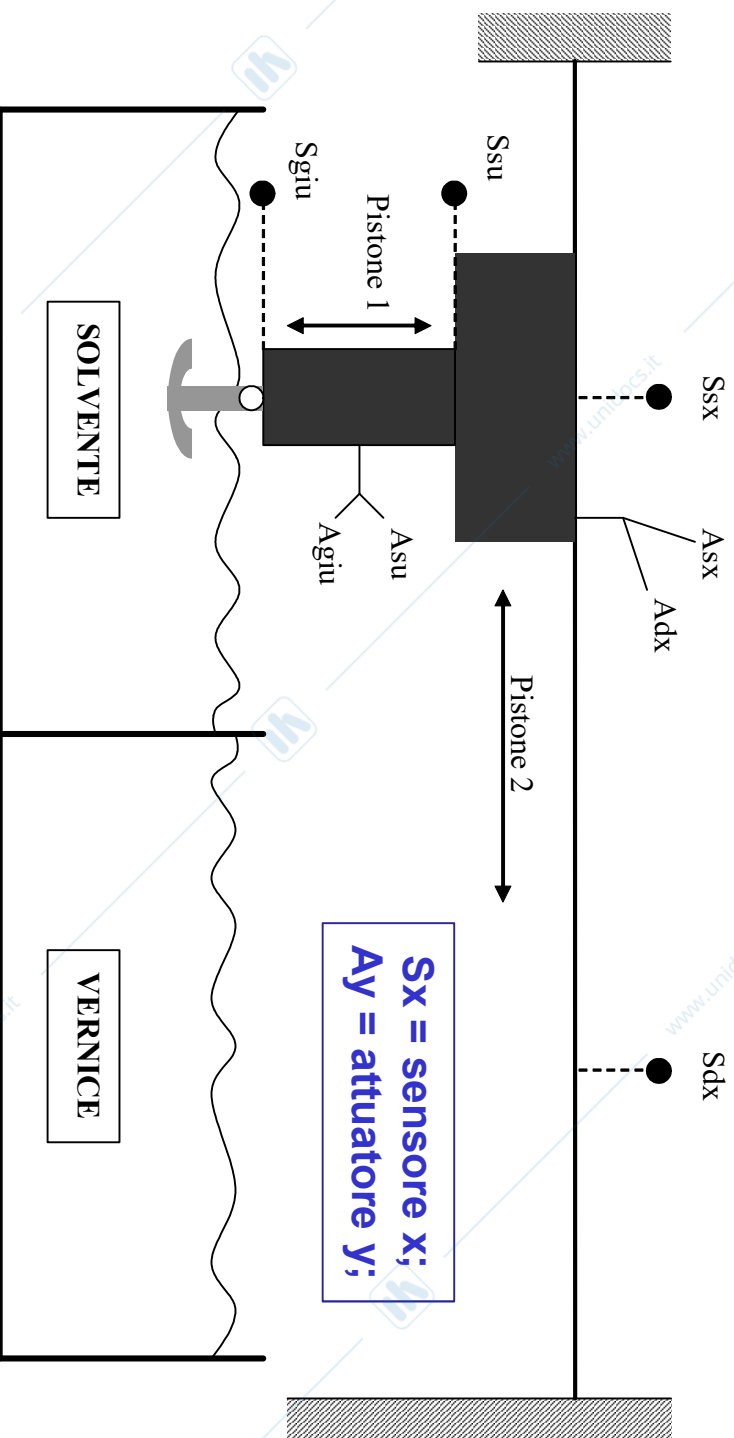 Ssx
Sdx
Asx
Adx
Ssu
Pistone 2
Pistone 1
Sgiu
Asu
Agiu
Sx = sensore x;
Ay = attuatore y;
SOLVENTE
VERNICE
www.unidocs.it